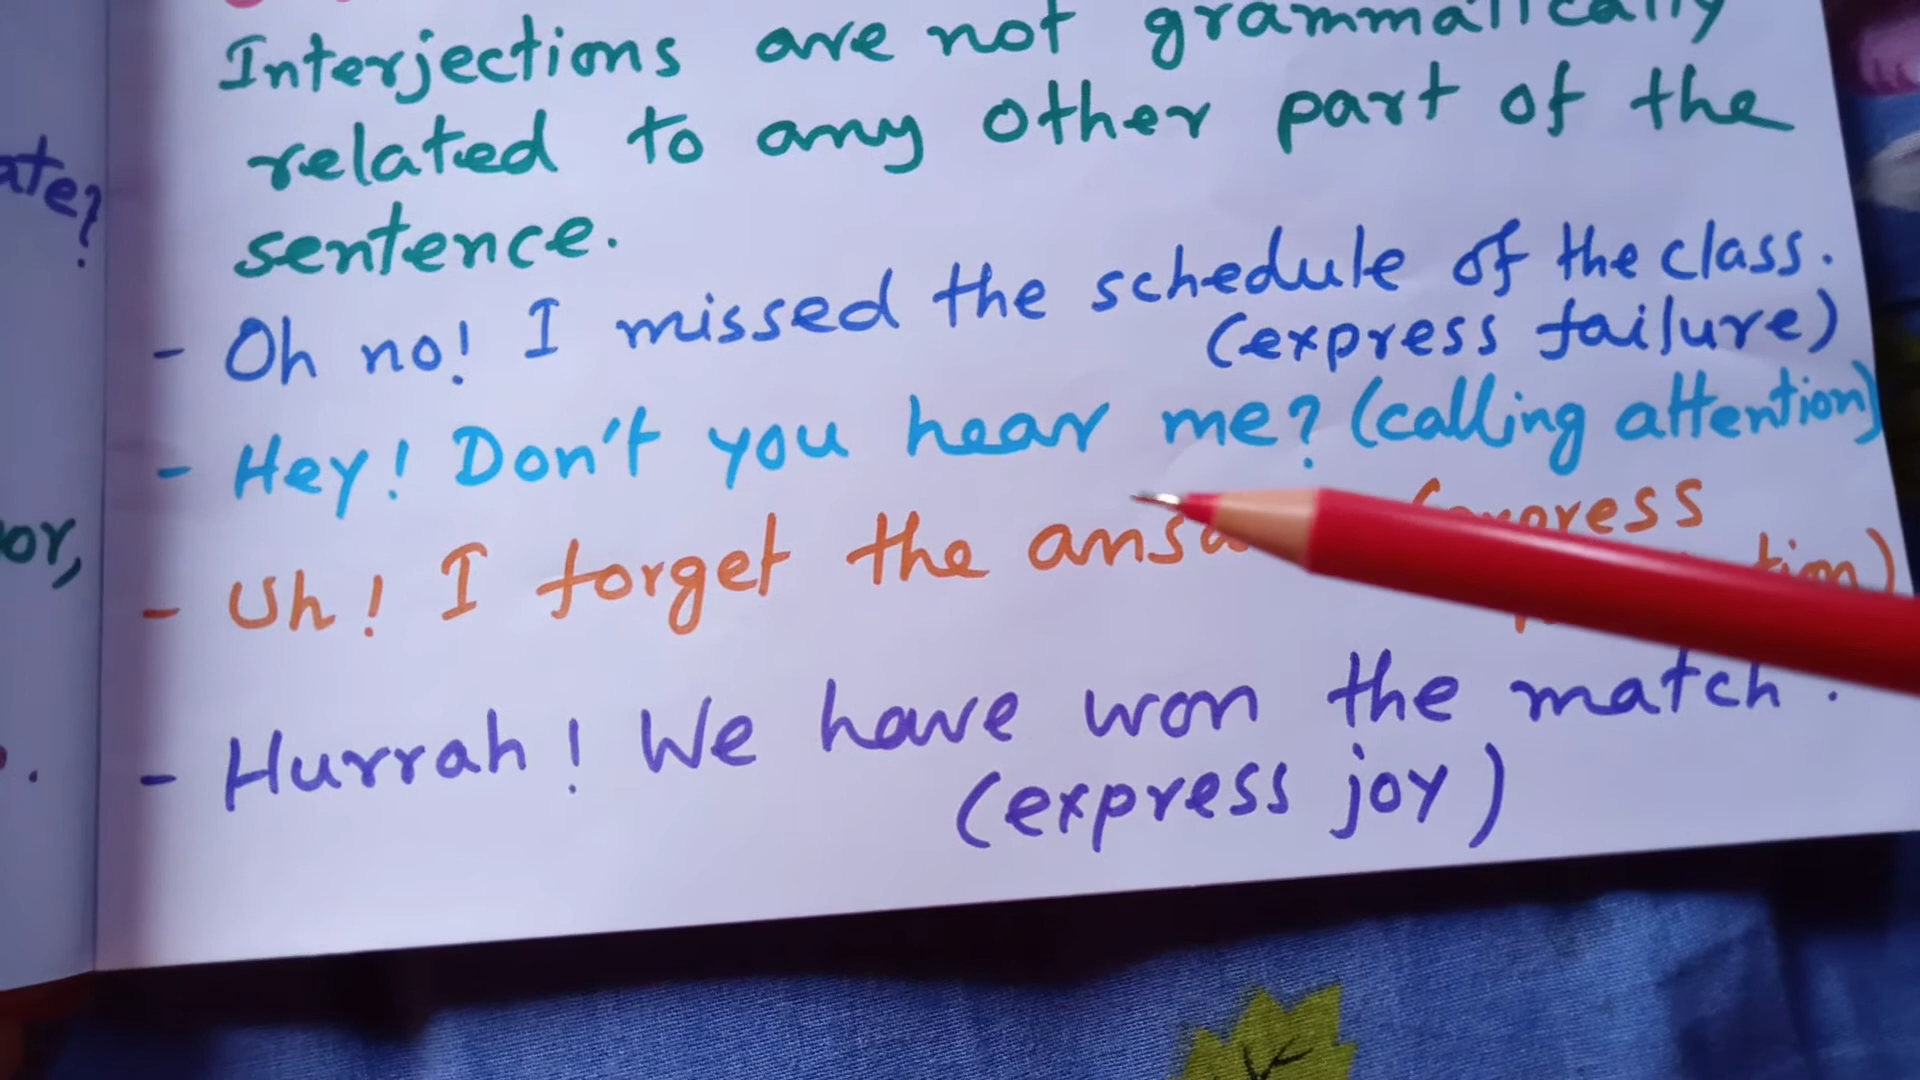 Interjections are not grammatically
related to any other part of the
sentence.
- Oh no! I missed the schedule of the class.
(express failure)
- Hey! Don't you hear me? (calling attention)
- Uh! I forget the (express
- Hurrah! We have won the match.
(express joy)